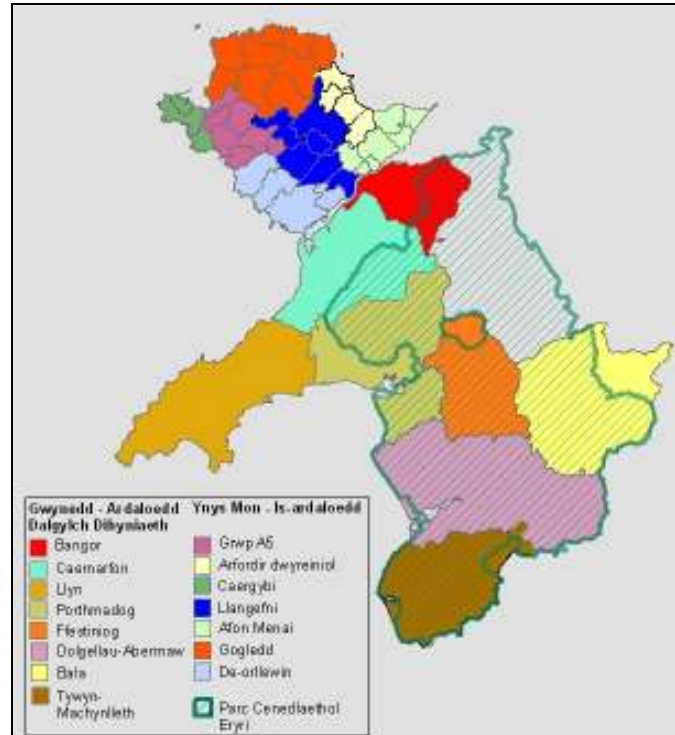 Gwynedd - Ardaloedd
Dalgylch Dibyniaeth
Bangor
Caernarfon
Llyn
Porthmadog
Ffestiniog
Dolgellau-Abermaw
Bala
Tywyn-
Machynlleth
Ynys Mon - Is-ardaloedd
Grwp A5
Arfordir dwyreiniol
Caergybi
Llangefni
Afon Menai
Gogledd
De-orllewin
Parc Cenedlaethol
Eryri